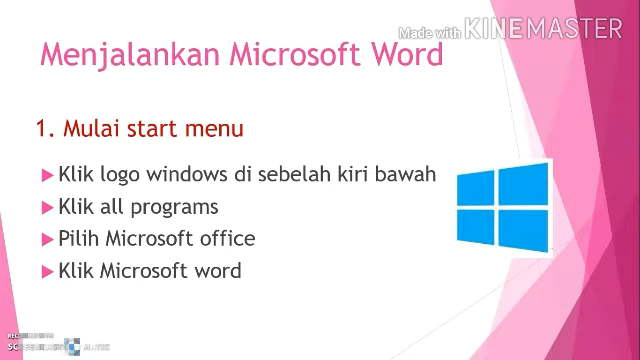 Made with KINEMASTER
Menjalankan Microsoft Word
1. Mulai start menu
Klik logo windows di sebelah kiri bawah
Klik all programs
Pilih Microsoft office
Klik Microsoft word